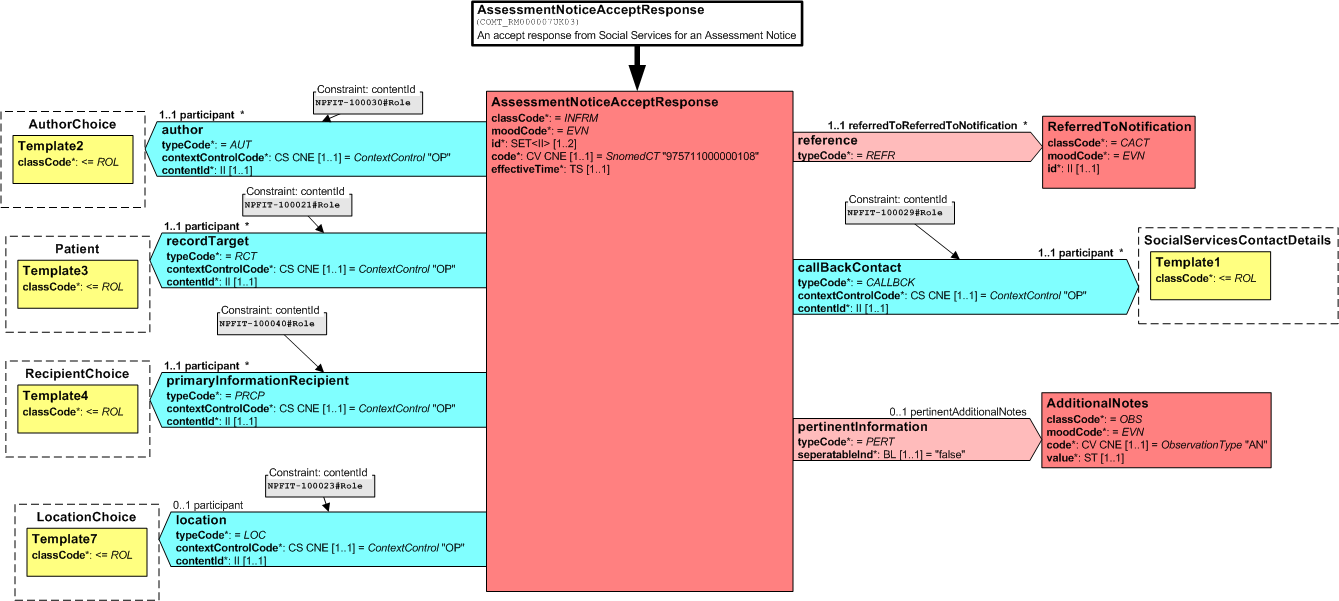 AssessmentNoticeAcceptResponse
(COMT_RM000007UK03)
An accept response from Social Services for an Assessment Notice
AssessmentNoticeAcceptResponse
classCode*: = INFRM
moodCode*: = EVN
id*: SET<II> [1..2]
code*: CV CNE [1..1] = SnomedCT "975711000000108"
effectiveTime*: TS [1..1]
Constraint: contentId
NPFIT-100030#Role
1..1 participant *
author
typeCode*: = AUT
contextControlCode*: CS CNE [1..1] = ContextControl "OP"
contentId*: II [1..1]
AuthorChoice
Template2
classCode*: <= ROL
Constraint: contentId
NPFIT-100021#Role
1..1 participant *
recordTarget
typeCode*: = RCT
contextControlCode*: CS CNE [1..1] = ContextControl "OP"
contentId*: II [1..1]
Patient
Template3
classCode*: <= ROL
Constraint: contentId
NPFIT-100040#Role
1..1 participant *
primaryInformationRecipient
typeCode*: = PRCP
contextControlCode*: CS CNE [1..1] = ContextControl "OP"
contentId*: II [1..1]
RecipientChoice
Template4
classCode*: <= ROL
Constraint: contentId
NPFIT-100023#Role
0..1 participant
location
typeCode*: = LOC
contextControlCode*: CS CNE [1..1] = ContextControl "OP"
contentId*: II [1..1]
LocationChoice
Template7
classCode*: <= ROL
1..1 referredToReferredToNotification *
reference
typeCode*: = REFR
ReferredToNotification
classCode*: = CACT
moodCode*: = EVN
id*: II [1..1]
Constraint: contentId
NPFIT-100029#Role
1..1 participant *
callBackContact
typeCode*: = CALLBCK
contextControlCode*: CS CNE [1..1] = ContextControl "OP"
contentId*: II [1..1]
SocialServicesContactDetails
Template1
classCode*: <= ROL
0..1 pertinentAdditionalNotes
pertinentInformation
typeCode*: = PERT
seperatableInd*: BL [1..1] = "false"
AdditionalNotes
classCode*: = OBS
moodCode*: = EVN
code*: CV CNE [1..1] = ObservationType "AN"
value*: ST [1..1]